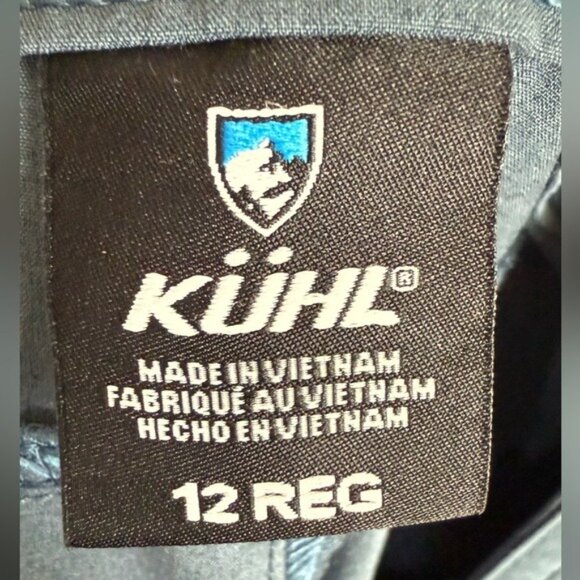 KÜHL®
MADE IN VIETNAM
FABRIQUÉ AU VIETNAM
HECHO EN VIETNAM
12 REG